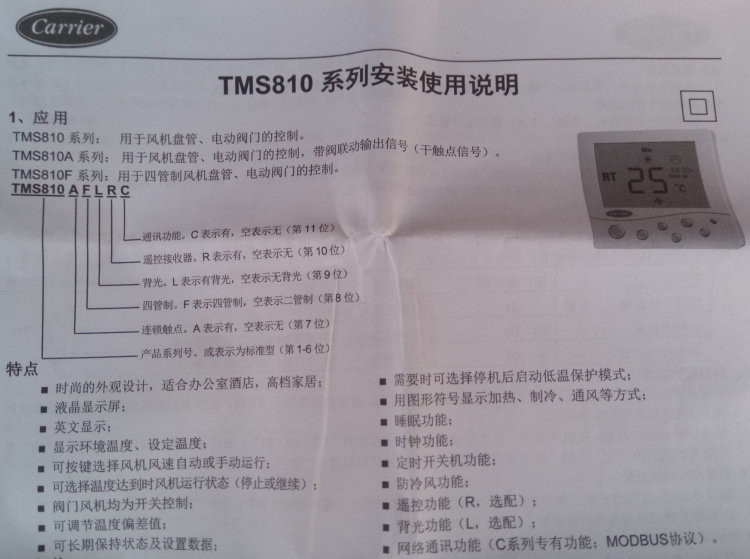 Carrier
TMS810 系列安装使用说明
1、应用
TMS810 系列: 用于风机盘管、电动阀门的控制。
TMS810A 系列: 用于风机盘管、电动阀门的控制, 带阀联动输出信号(干触点信号)。
TMS810F 系列: 用于四管制风机盘管、电动阀门的控制。
TMS810 A F L R C
RT 25 ℃
Carrier
通讯功能。C 表示有, 空表示无(第 11 位)
遥控接收器。R 表示有, 空表示无(第 10 位)
背光。L 表示有背光, 空表示无背光(第 9 位)
四管制。F 表示四管制, 空表示二管制(第 8 位)
连锁触点。A 表示有, 空表示无(第 7 位)
产品系列号。或表示为标准型(第 1-6 位)
特点
■ 时尚的外观设计, 适合办公室酒店, 高档家居;
■ 液晶显示屏;
■ 英文显示;
■ 显示环境温度、设定温度;
■ 可按键选择风机风速自动或手动运行;
■ 可选择温度达到时风机运行状态(停止或继续);
■ 阀门风机均为开关控制;
■ 可调节温度偏差值;
■ 可长期保持状态及设置数据;
■ 需要时可选择停机后启动低温保护模式;
■ 用图形符号显示加热、制冷、通风等方式;
■ 睡眠功能;
■ 时钟功能;
■ 定时开关机功能;
■ 防冷风功能;
■ 遥控功能(R, 选配);
■ 背光功能(L, 选配);
■ 网络通讯功能(C系列专有功能; MODBUS协议)。